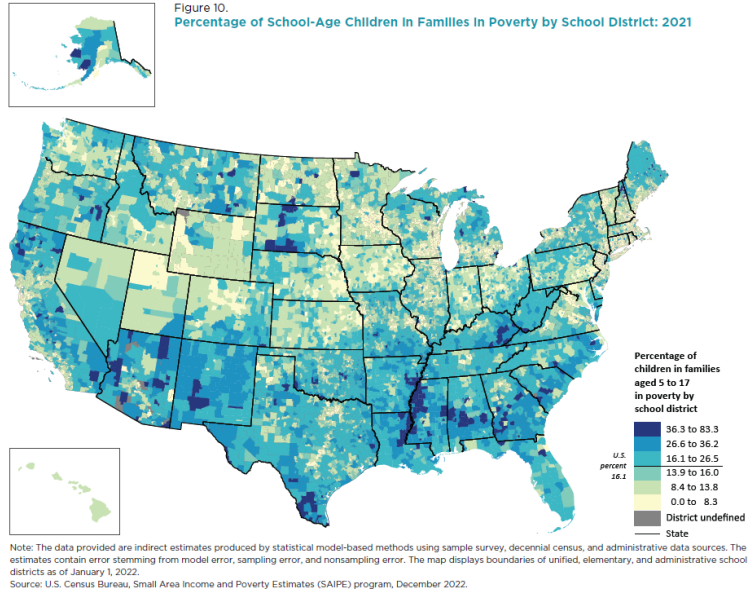 Figure 10.
Percentage of School-Age Children in Families in Poverty by School District: 2021
Percentage of
children in families
aged 5 to 17
in poverty by
school district
36.3 to 83.3
26.6 to 36.2
16.1 to 26.5
U.S.
percent
16.1
13.9 to 16.0
8.4 to 13.8
0.0 to 8.3
District undefined
State
Note: The data provided are indirect estimates produced by statistical model-based methods using sample survey, decennial census, and administrative data sources. The
estimates contain error stemming from model error, sampling error, and nonsampling error. The map displays boundaries of unified, elementary, and administrative school
districts as of January 1, 2022.
Source: U.S. Census Bureau, Small Area Income and Poverty Estimates (SAIPE) program, December 2022.